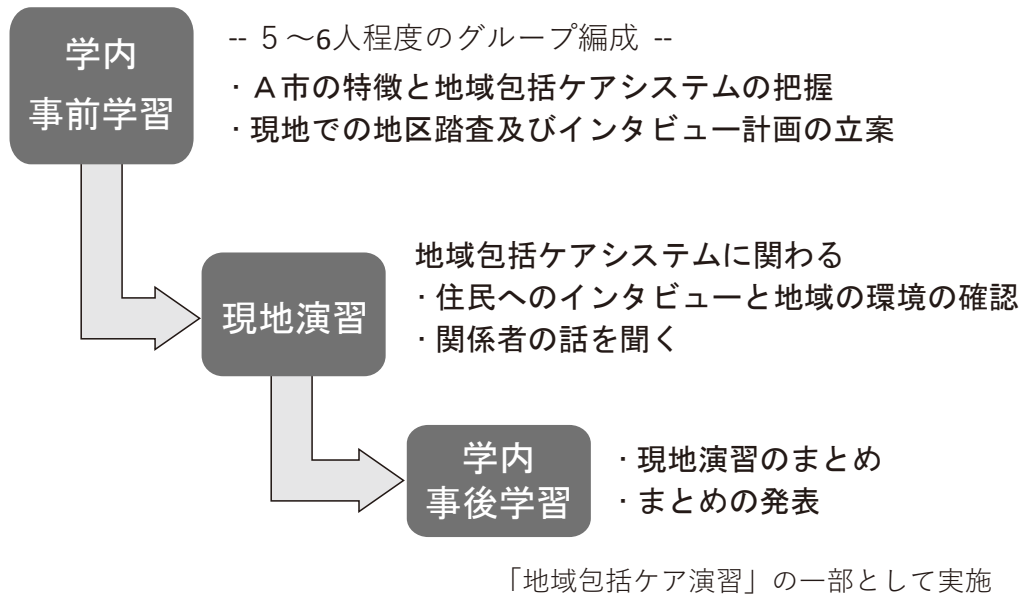 学内
事前学習
-- 5～6人程度のグループ編成 --
・A市の特徴と地域包括ケアシステムの把握
・現地での地区踏査及びインタビュー計画の立案
現地演習
地域包括ケアシステムに関わる
・住民へのインタビューと地域の環境の確認
・関係者の話を聞く
学内
事後学習
・現地演習のまとめ
・まとめの発表
「地域包括ケア演習」の一部として実施